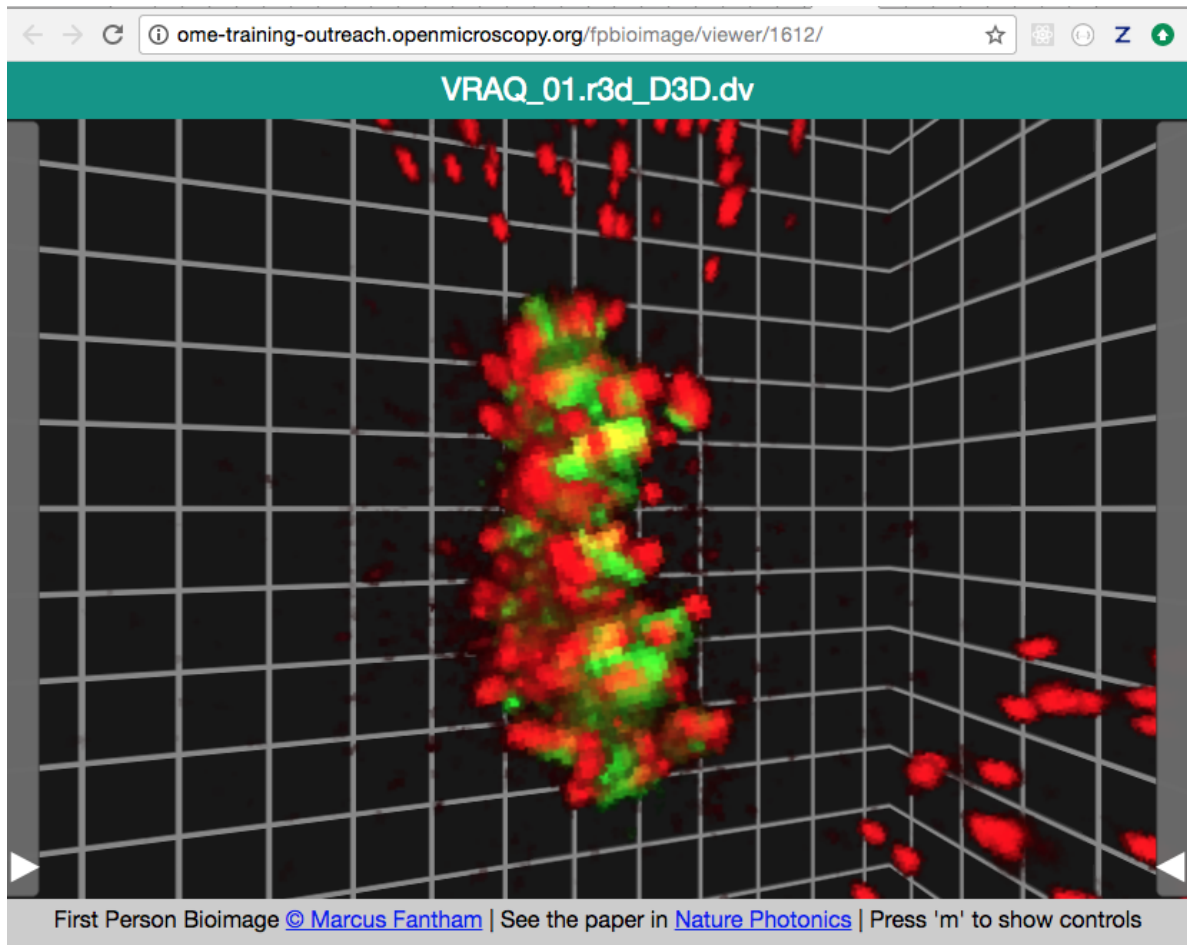 ome-training-outreach.openmicroscopy.org/fpbioimage/viewer/1612/
Z
VRAQ_01.r3d_D3D.dv
First Person Bioimage © Marcus Fantham | See the paper in Nature Photonics | Press 'm' to show controls